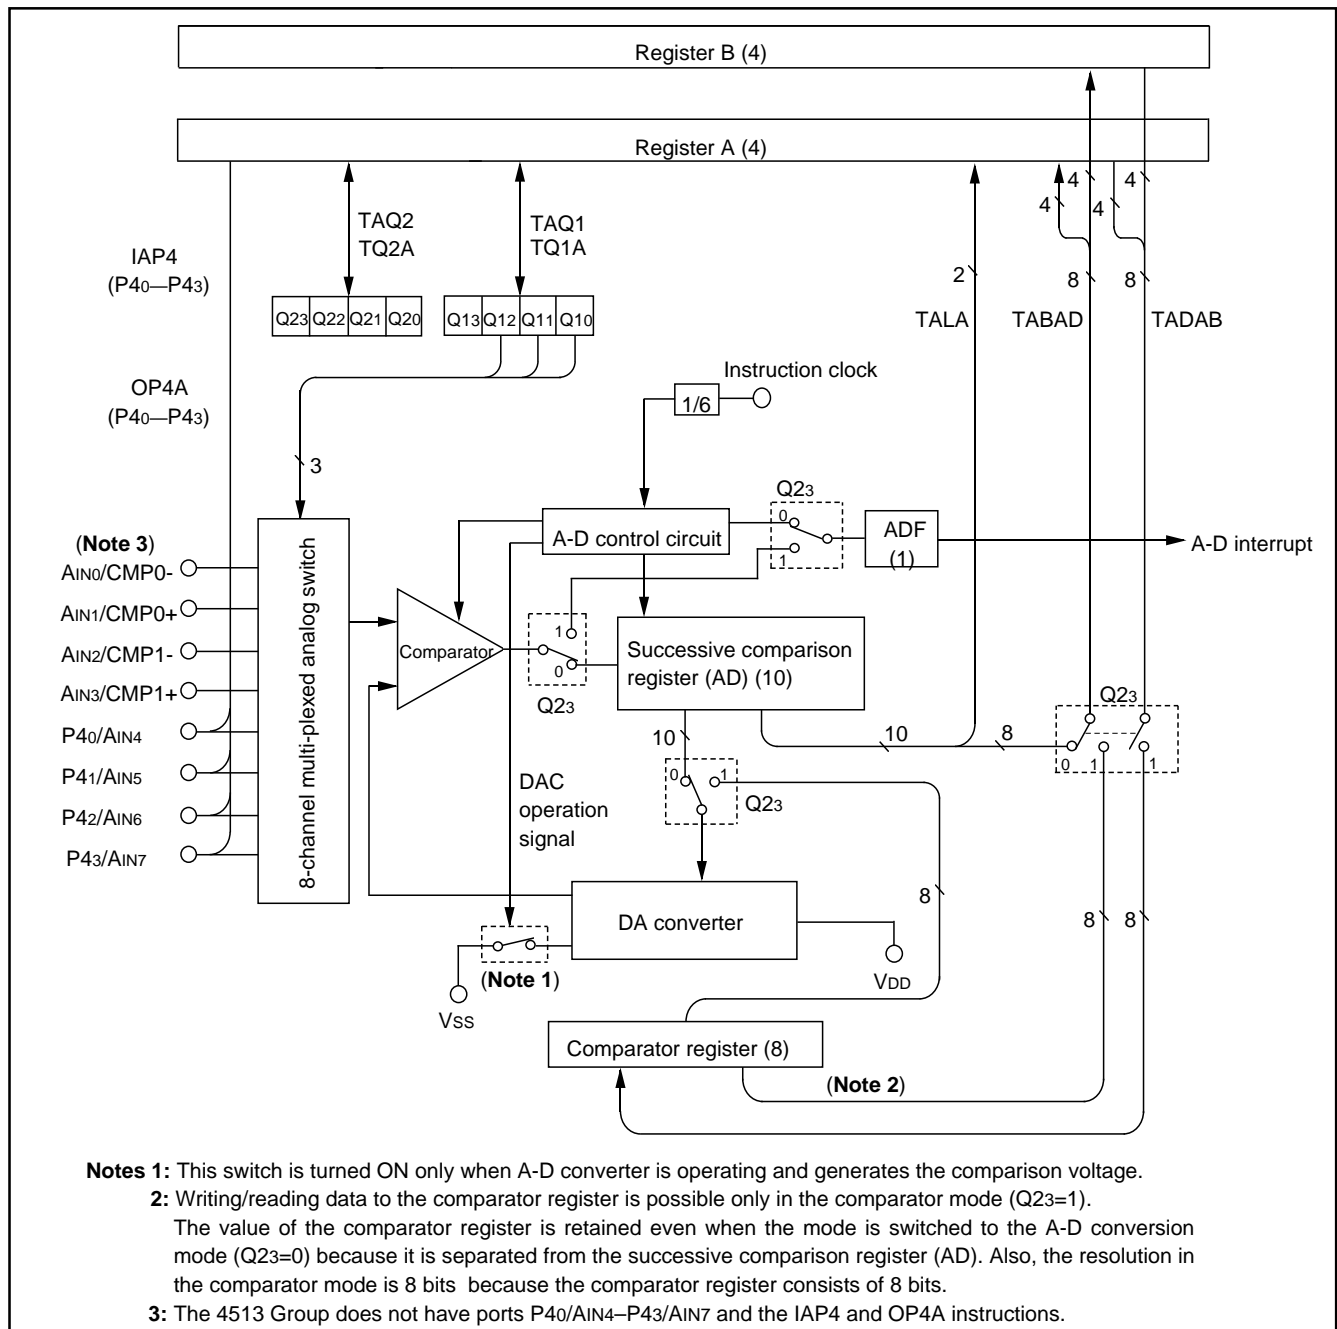 Register B (4)
Register A (4)
4
4
4
4
TAQ2
TQ2A
TAQ1
TQ1A
IAP4
(P40—P43)
2
8
8
Q23 Q22 Q21 Q20
Q13 Q12 Q11 Q10
TALA
TABAD
TADAB
Instruction clock
OP4A
(P40—P43)
1/6
3
Q23
0
1
ADF
(1)
A-D interrupt
A-D control circuit
(Note 3)
AIN0/CMP0-
AIN1/CMP0+
AIN2/CMP1-
AIN3/CMP1+
P40/AIN4
P41/AIN5
P42/AIN6
P43/AIN7
8-channel multi-plexed analog switch
Comparator
1
0
Q23
Successive comparison
register (AD) (10)
Q23
0
1
1
10
10
8
0
1
Q23
DAC
operation
signal
8
8
8
DA converter
(Note 1)
VSS
VDD
Comparator register (8)
(Note 2)
Notes 1: This switch is turned ON only when A-D converter is operating and generates the comparison voltage.
2: Writing/reading data to the comparator register is possible only in the comparator mode (Q23=1).
The value of the comparator register is retained even when the mode is switched to the A-D conversion
mode (Q23=0) because it is separated from the successive comparison register (AD). Also, the resolution in
the comparator mode is 8 bits because the comparator register consists of 8 bits.
3: The 4513 Group does not have ports P40/AIN4–P43/AIN7 and the IAP4 and OP4A instructions.